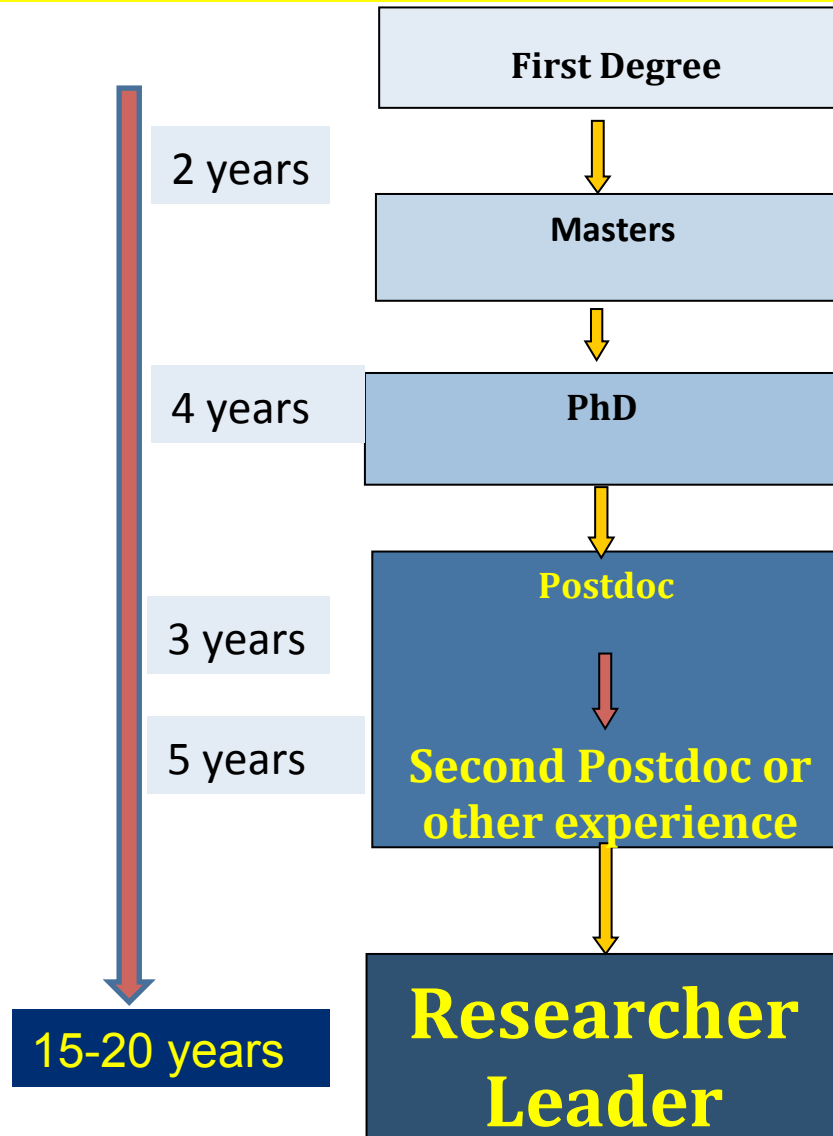 First Degree
2 years
Masters
4 years
PhD
Postdoc
3 years
5 years
Second Postdoc or
other experience
15-20 years
Researcher
Leader